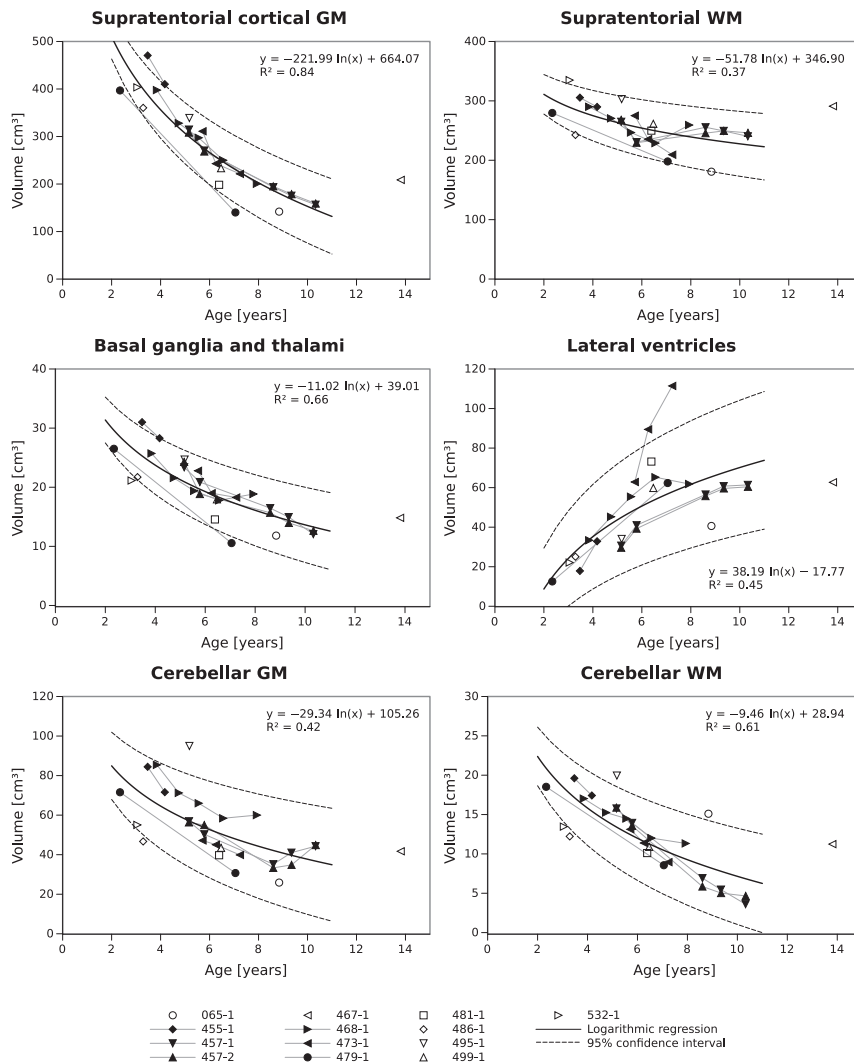 Supratentorial cortical GM
y = −221.99 ln(x) + 664.07
R² = 0.84
Volume [cm³]
500
400
300
200
100
0
0 2 4 6 8 10 12 14
Age [years]
Supratentorial WM
y = −51.78 ln(x) + 346.90
R² = 0.37
Volume [cm³]
400
300
200
100
0
0 2 4 6 8 10 12 14
Age [years]
Basal ganglia and thalami
y = −11.02 ln(x) + 39.01
R² = 0.66
Volume [cm³]
40
30
20
10
0
0 2 4 6 8 10 12 14
Age [years]
Lateral ventricles
Volume [cm³]
120
100
80
60
40
20
0
y = 38.19 ln(x) − 17.77
R² = 0.45
0 2 4 6 8 10 12 14
Age [years]
Cerebellar GM
y = −29.34 ln(x) + 105.26
R² = 0.42
Volume [cm³]
120
100
80
60
40
20
0
0 2 4 6 8 10 12 14
Age [years]
Cerebellar WM
y = −9.46 ln(x) + 28.94
R² = 0.61
Volume [cm³]
30
25
20
15
10
5
0
0 2 4 6 8 10 12 14
Age [years]
065-1 467-1 481-1 532-1
455-1 468-1 486-1 Logarithmic regression
457-1 473-1 495-1 95% confidence interval
457-2 479-1 499-1